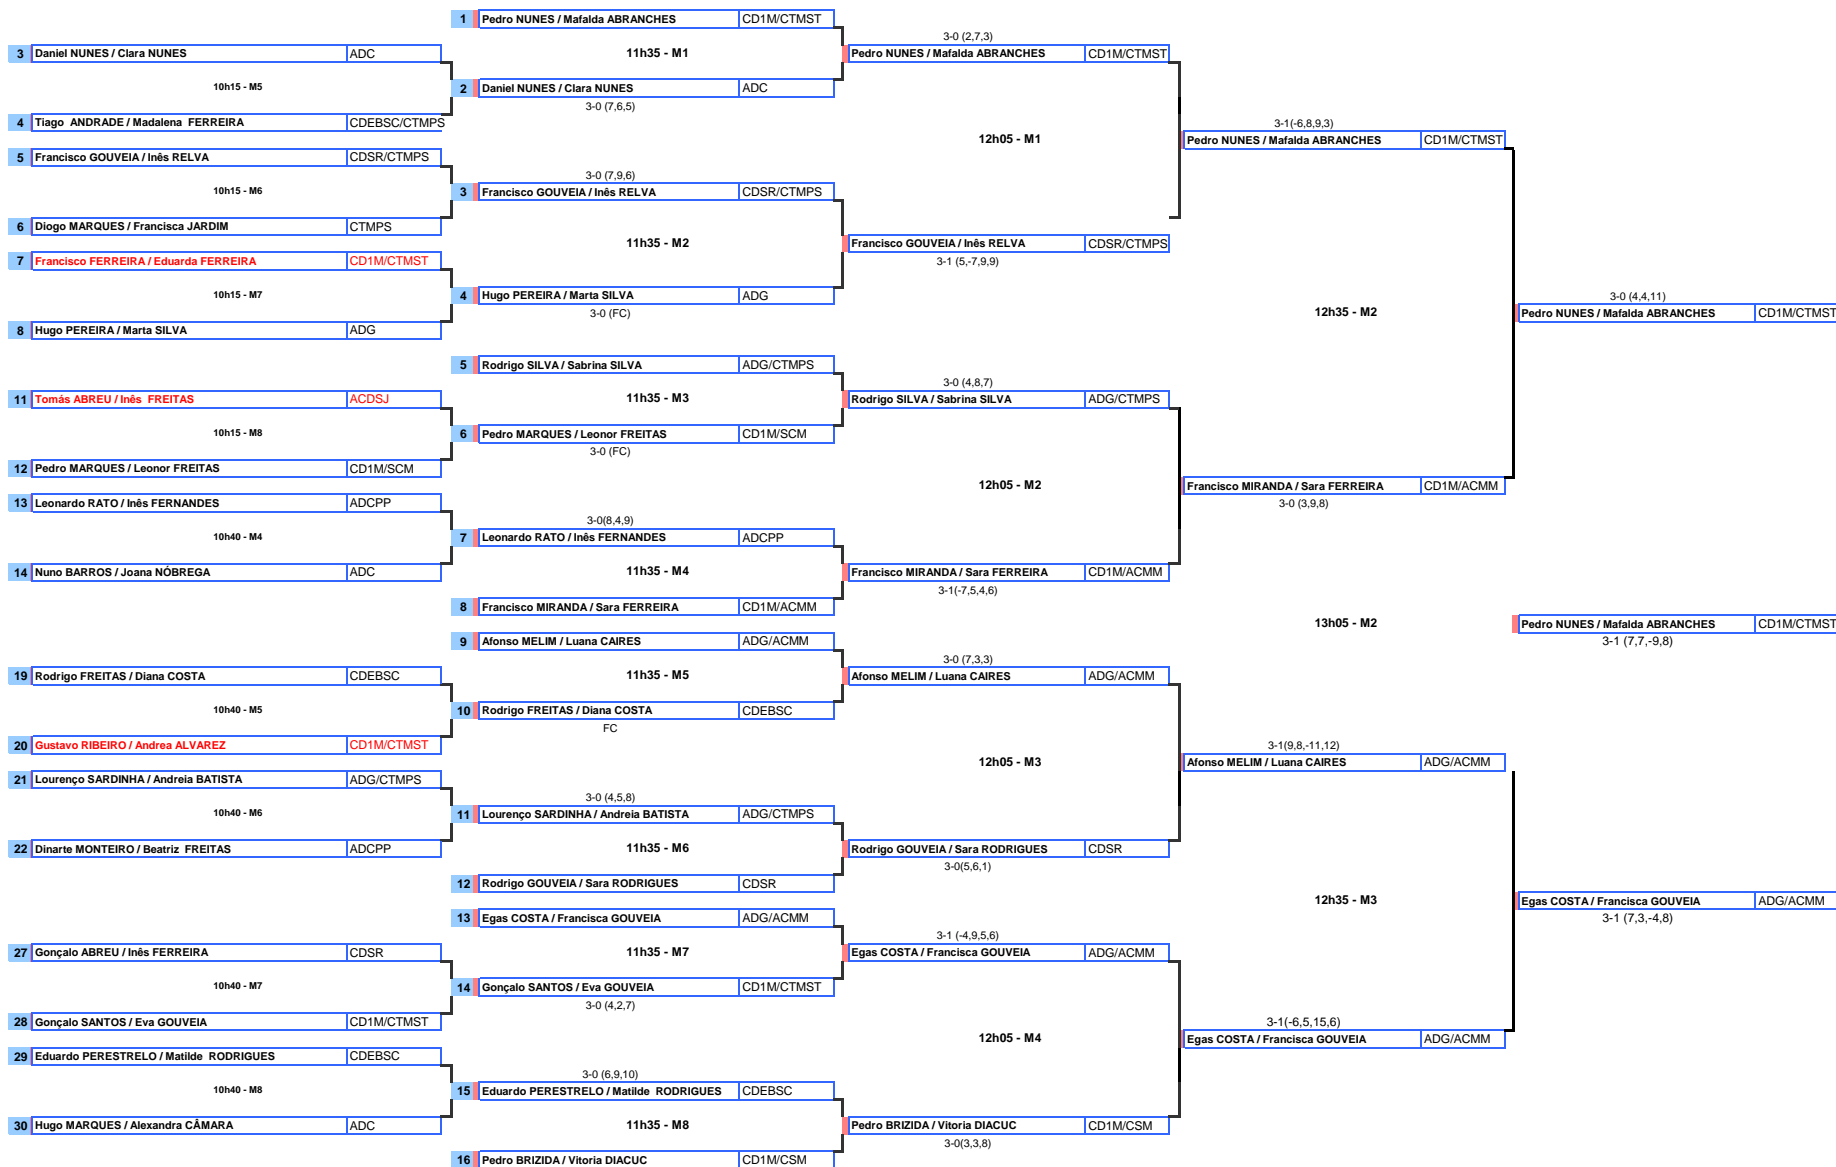 1 Pedro NUNES / Mafalda ABRANCHES CD1M/CTMST
3-0 (2,7,3)
3 Daniel NUNES / Clara NUNES ADC 11h35 - M1 Pedro NUNES / Mafalda ABRANCHES CD1M/CTMST
10h15 - M5 2 Daniel NUNES / Clara NUNES ADC
3-0 (7,6,5)
4 Tiago ANDRADE / Madalena FERREIRA CDEBSC/CTMPS 3-1(-6,8,9,3)
12h05 - M1 Pedro NUNES / Mafalda ABRANCHES CD1M/CTMST
5 Francisco GOUVEIA / Inês RELVA CDSR/CTMPS
3-0 (7,9,6)
10h15 - M6 3 Francisco GOUVEIA / Inês RELVA CDSR/CTMPS
6 Diogo MARQUES / Francisca JARDIM CTMPS
11h35 - M2 Francisco GOUVEIA / Inês RELVA CDSR/CTMPS
7 Francisco FERREIRA / Eduarda FERREIRA CD1M/CTMST 3-1 (5,-7,9,9)
10h15 - M7 4 Hugo PEREIRA / Marta SILVA ADG 3-0 (4,4,11)
3-0 (FC) 12h35 - M2 Pedro NUNES / Mafalda ABRANCHES CD1M/CTMST
8 Hugo PEREIRA / Marta SILVA ADG
5 Rodrigo SILVA / Sabrina SILVA ADG/CTMPS
3-0 (4,8,7)
11 Tomás ABREU / Inês FREITAS ACDSJ 11h35 - M3 Rodrigo SILVA / Sabrina SILVA ADG/CTMPS
10h15 - M8 6 Pedro MARQUES / Leonor FREITAS CD1M/SCM
3-0 (FC)
12 Pedro MARQUES / Leonor FREITAS CD1M/SCM
12h05 - M2 Francisco MIRANDA / Sara FERREIRA CD1M/ACMM
13 Leonardo RATO / Inês FERNANDES ADCPP 3-0 (3,9,8)
3-0(8,4,9)
10h40 - M4 7 Leonardo RATO / Inês FERNANDES ADCPP
14 Nuno BARROS / Joana NÓBREGA ADC 11h35 - M4 Francisco MIRANDA / Sara FERREIRA CD1M/ACMM
3-1(-7,5,4,6)
8 Francisco MIRANDA / Sara FERREIRA CD1M/ACMM
13h05 - M2 Pedro NUNES / Mafalda ABRANCHES CD1M/CTMST
9 Afonso MELIM / Luana CAIRES ADG/ACMM 3-1 (7,7,-9,8)
3-0 (7,3,3)
19 Rodrigo FREITAS / Diana COSTA CDEBSC 11h35 - M5 Afonso MELIM / Luana CAIRES ADG/ACMM
10h40 - M5 10 Rodrigo FREITAS / Diana COSTA CDEBSC
FC
20 Gustavo RIBEIRO / Andrea ALVAREZ CD1M/CTMST 3-1(9,8,-11,12)
12h05 - M3 Afonso MELIM / Luana CAIRES ADG/ACMM
21 Lourenço SARDINHA / Andreia BATISTA ADG/CTMPS
3-0 (4,5,8)
10h40 - M6 11 Lourenço SARDINHA / Andreia BATISTA ADG/CTMPS
22 Dinarte MONTEIRO / Beatriz FREITAS ADCPP 11h35 - M6 Rodrigo GOUVEIA / Sara RODRIGUES CDSR
3-0(5,6,1)
12 Rodrigo GOUVEIA / Sara RODRIGUES CDSR
12h35 - M3 Egas COSTA / Francisca GOUVEIA ADG/ACMM
13 Egas COSTA / Francisca GOUVEIA ADG/ACMM 3-1 (7,3,-4,8)
3-1 (-4,9,5,6)
27 Gonçalo ABREU / Inês FERREIRA CDSR 11h35 - M7 Egas COSTA / Francisca GOUVEIA ADG/ACMM
10h40 - M7 14 Gonçalo SANTOS / Eva GOUVEIA CD1M/CTMST
3-0 (4,2,7)
28 Gonçalo SANTOS / Eva GOUVEIA CD1M/CTMST 3-1(-6,5,15,6)
12h05 - M4 Egas COSTA / Francisca GOUVEIA ADG/ACMM
29 Eduardo PERESTRELO / Matilde RODRIGUES CDEBSC
3-0 (6,9,10)
10h40 - M8 15 Eduardo PERESTRELO / Matilde RODRIGUES CDEBSC
30 Hugo MARQUES / Alexandra CÂMARA ADC 11h35 - M8 Pedro BRIZIDA / Vitoria DIACUC CD1M/CSM
3-0(3,3,8)
16 Pedro BRIZIDA / Vitoria DIACUC CD1M/CSM